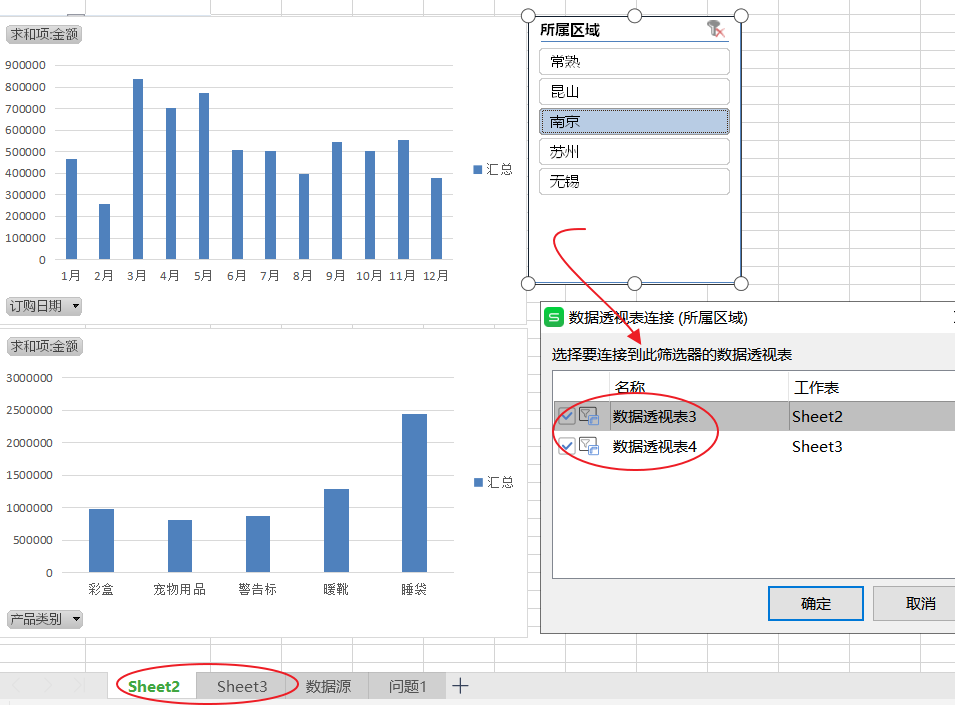 求和项:金额
900000
800000
700000
600000
500000
400000
300000
200000
100000
0
1月 2月 3月 4月 5月 6月 7月 8月 9月 10月 11月 12月
汇总
订购日期
求和项:金额
3000000
2500000
2000000
1500000
1000000
500000
0
彩盒 宠物用品 警告标 暖靴 睡袋
汇总
产品类别
所属区域
常熟
昆山
南京
苏州
无锡
S 数据透视表连接 (所属区域)
选择要连接到此筛选器的数据透视表
名称 工作表
数据透视表3 Sheet2
数据透视表4 Sheet3
确定 取消
Sheet2 Sheet3 数据源 问题1